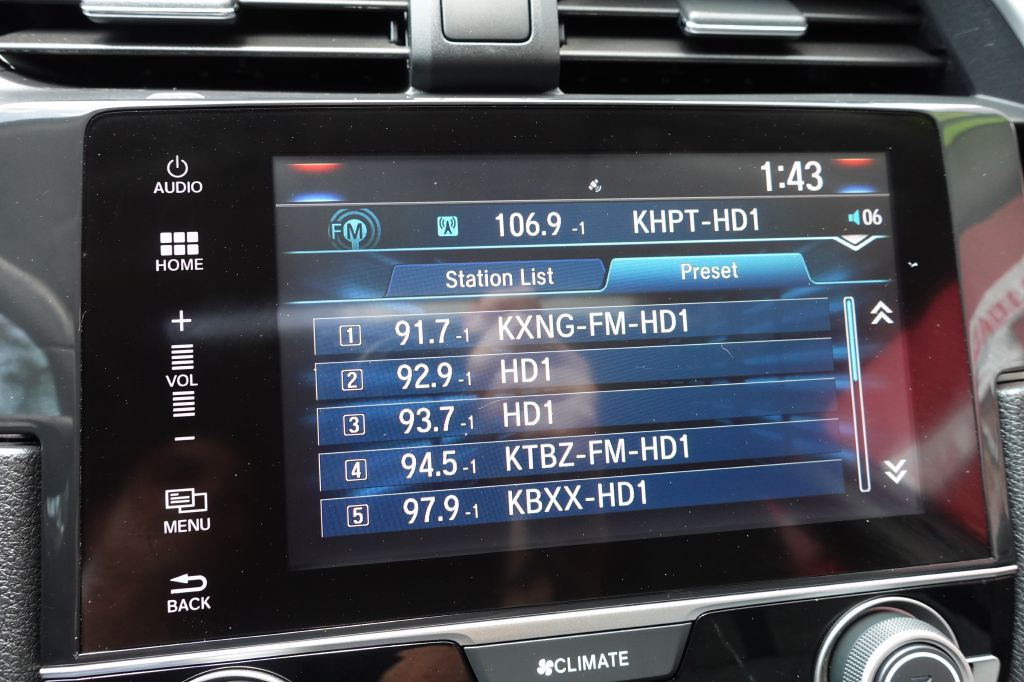 AUDIO
HOME
+
VOL
−
MENU
BACK
1:43
FM 106.9 -1 KHPT-HD1 06
Station List Preset
1 91.7 -1 KXNG-FM-HD1
2 92.9 -1 HD1
3 93.7 -1 HD1
4 94.5 -1 KTBZ-FM-HD1
5 97.9 -1 KBXX-HD1
CLIMATE